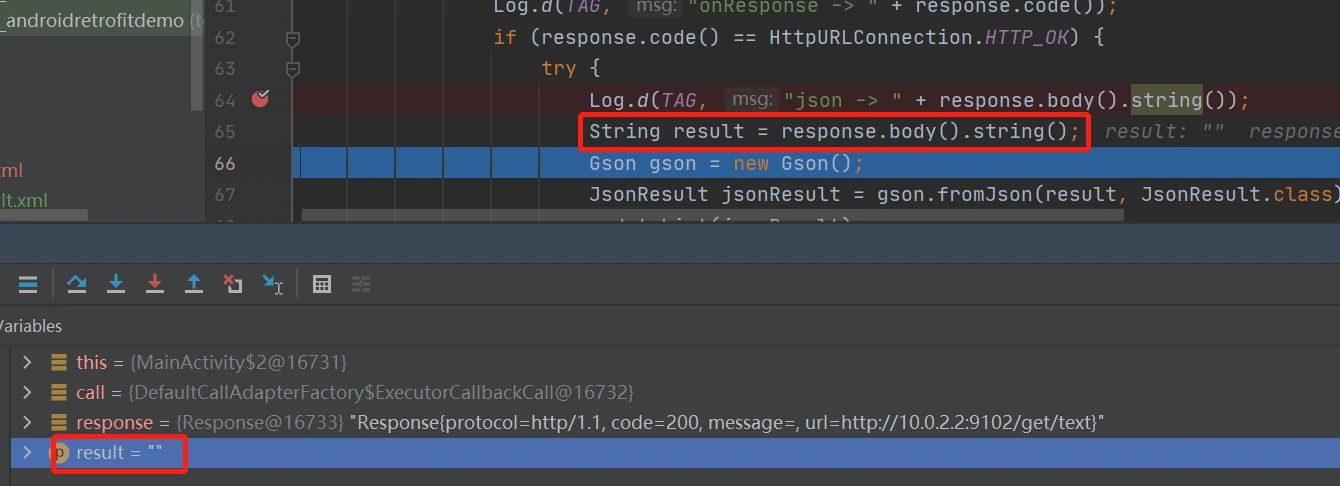 _androidretrofitdemo (
61 Log.d(TAG, msg: "onResponse -> " + response.code());
62 if (response.code() == HttpURLConnection.HTTP_OK) {
63 try {
64 Log.d(TAG, msg: "json -> " + response.body().string());
65 String result = response.body().string(); result: "" response
ml
66 Gson gson = new Gson();
lt.xml
67 JsonResult jsonResult = gson.fromJson(result, JsonResult.class)
Variables
this = {MainActivity$2@16731}
call = {DefaultCallAdapterFactory$ExecutorCallbackCall@16732}
response = {Response@16733} "Response{protocol=http/1.1, code=200, message=, url=http://10.0.2.2:9102/get/text}"
p result = ""